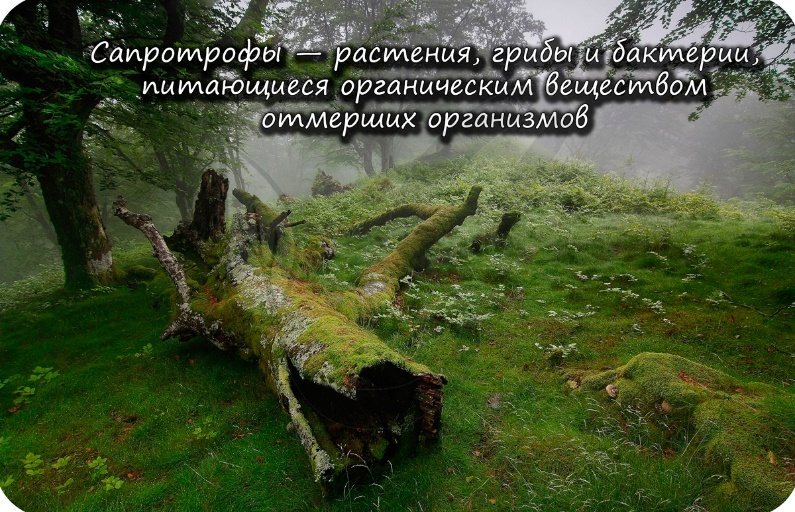 Сапротрофы — растения, грибы и бактерии,
питающиеся органическим веществом
отмерших организмов